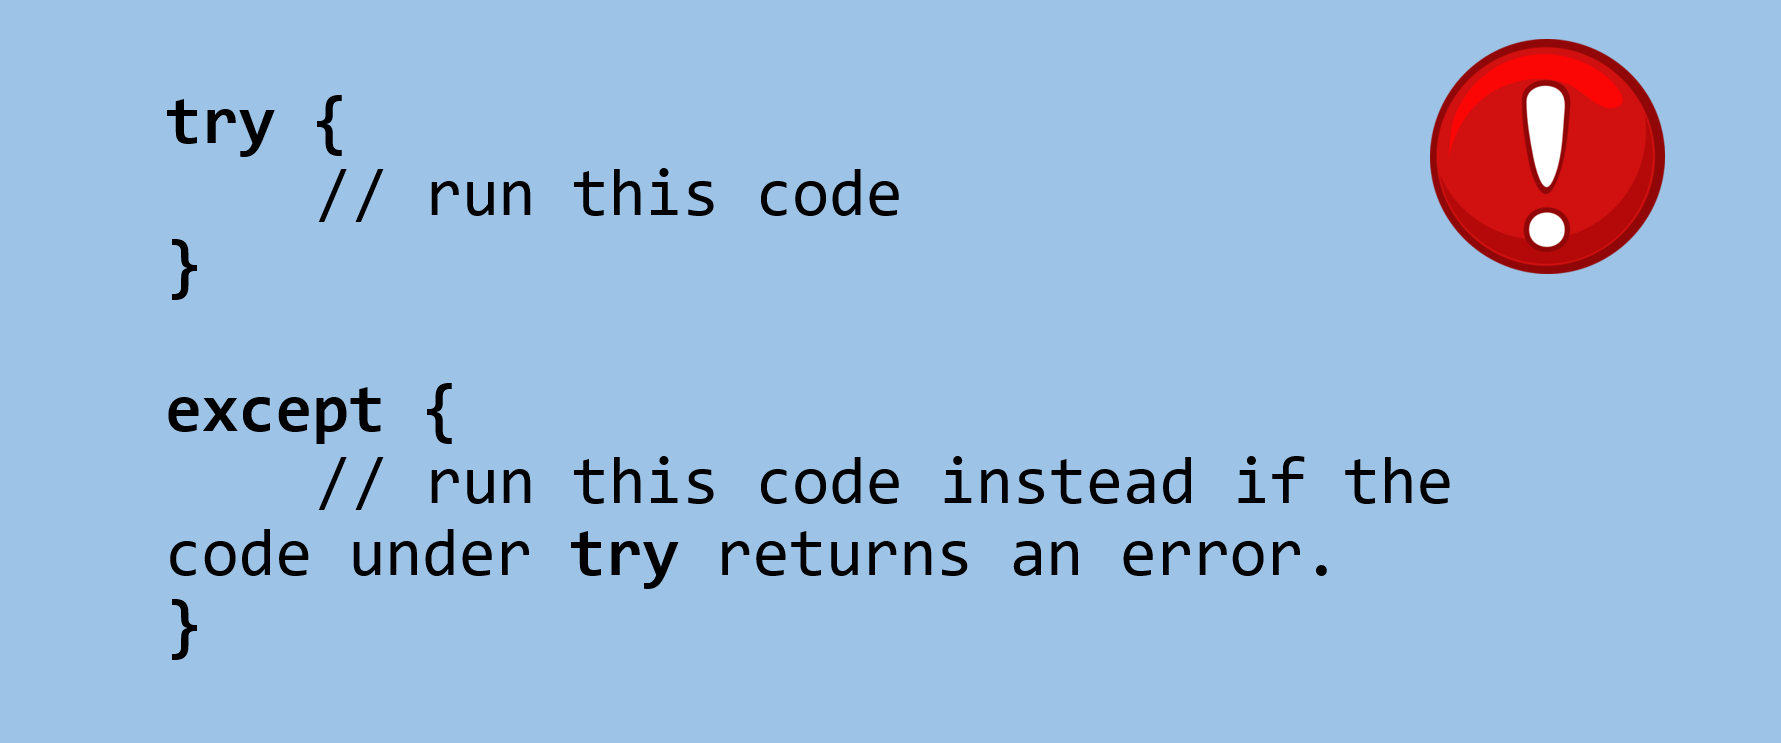 try {
// run this code
}
except {
// run this code instead if the
code under try returns an error.
}